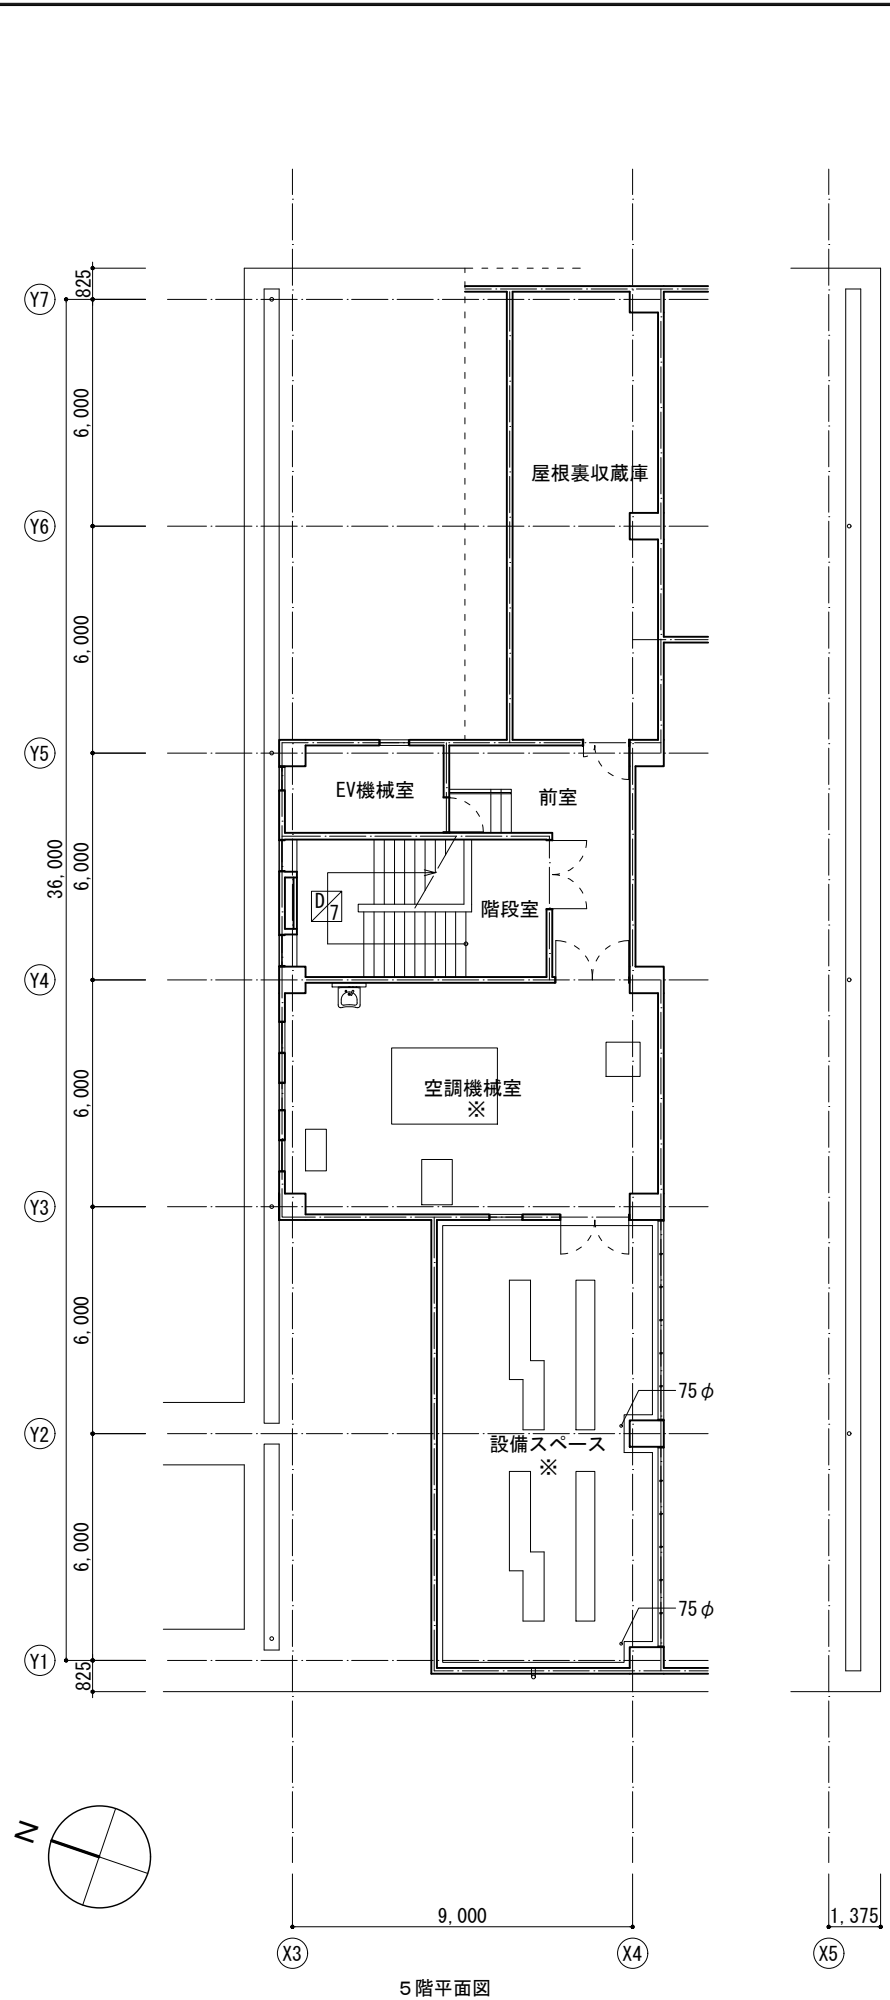 825
Y7
6,000
屋根裏収蔵庫
Y6
6,000
Y5
EV機械室
前室
36,000
6,000
D
7
階段室
Y4
6,000
空調機械室
※
Y3
6,000
75φ
Y2
設備スペース
※
6,000
75φ
Y1
825
N
9,000
1,375
X3
X4
X5
5階平面図